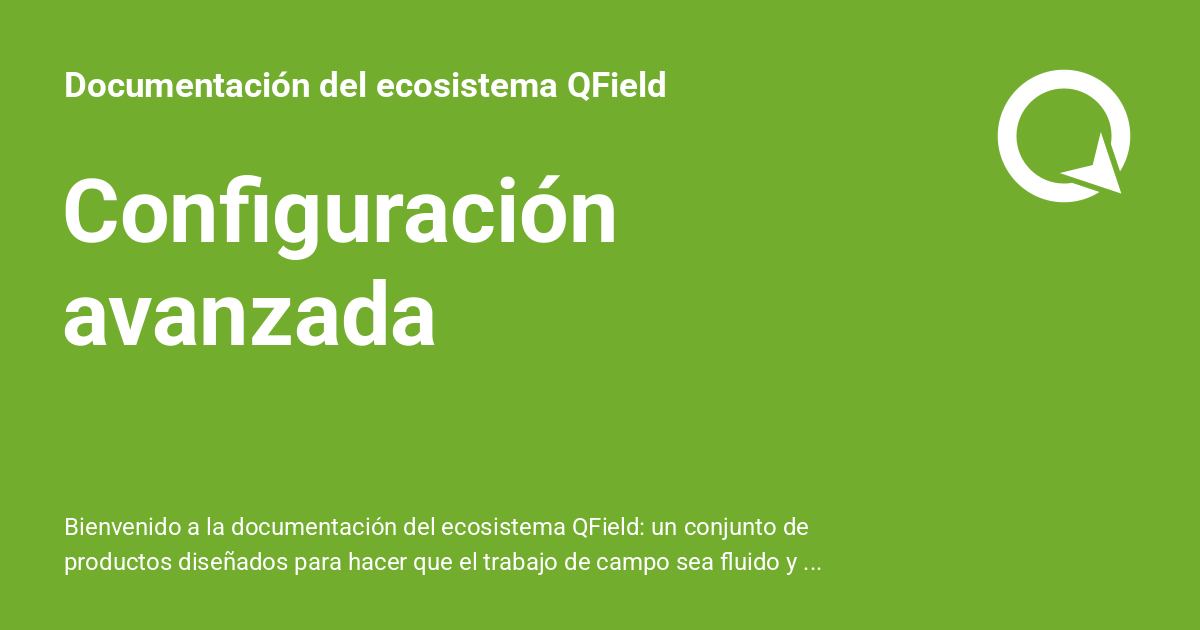 Documentación del ecosistema QField
Configuración
avanzada
Bienvenido a la documentación del ecosistema QField: un conjunto de
productos diseñados para hacer que el trabajo de campo sea fluido y ...